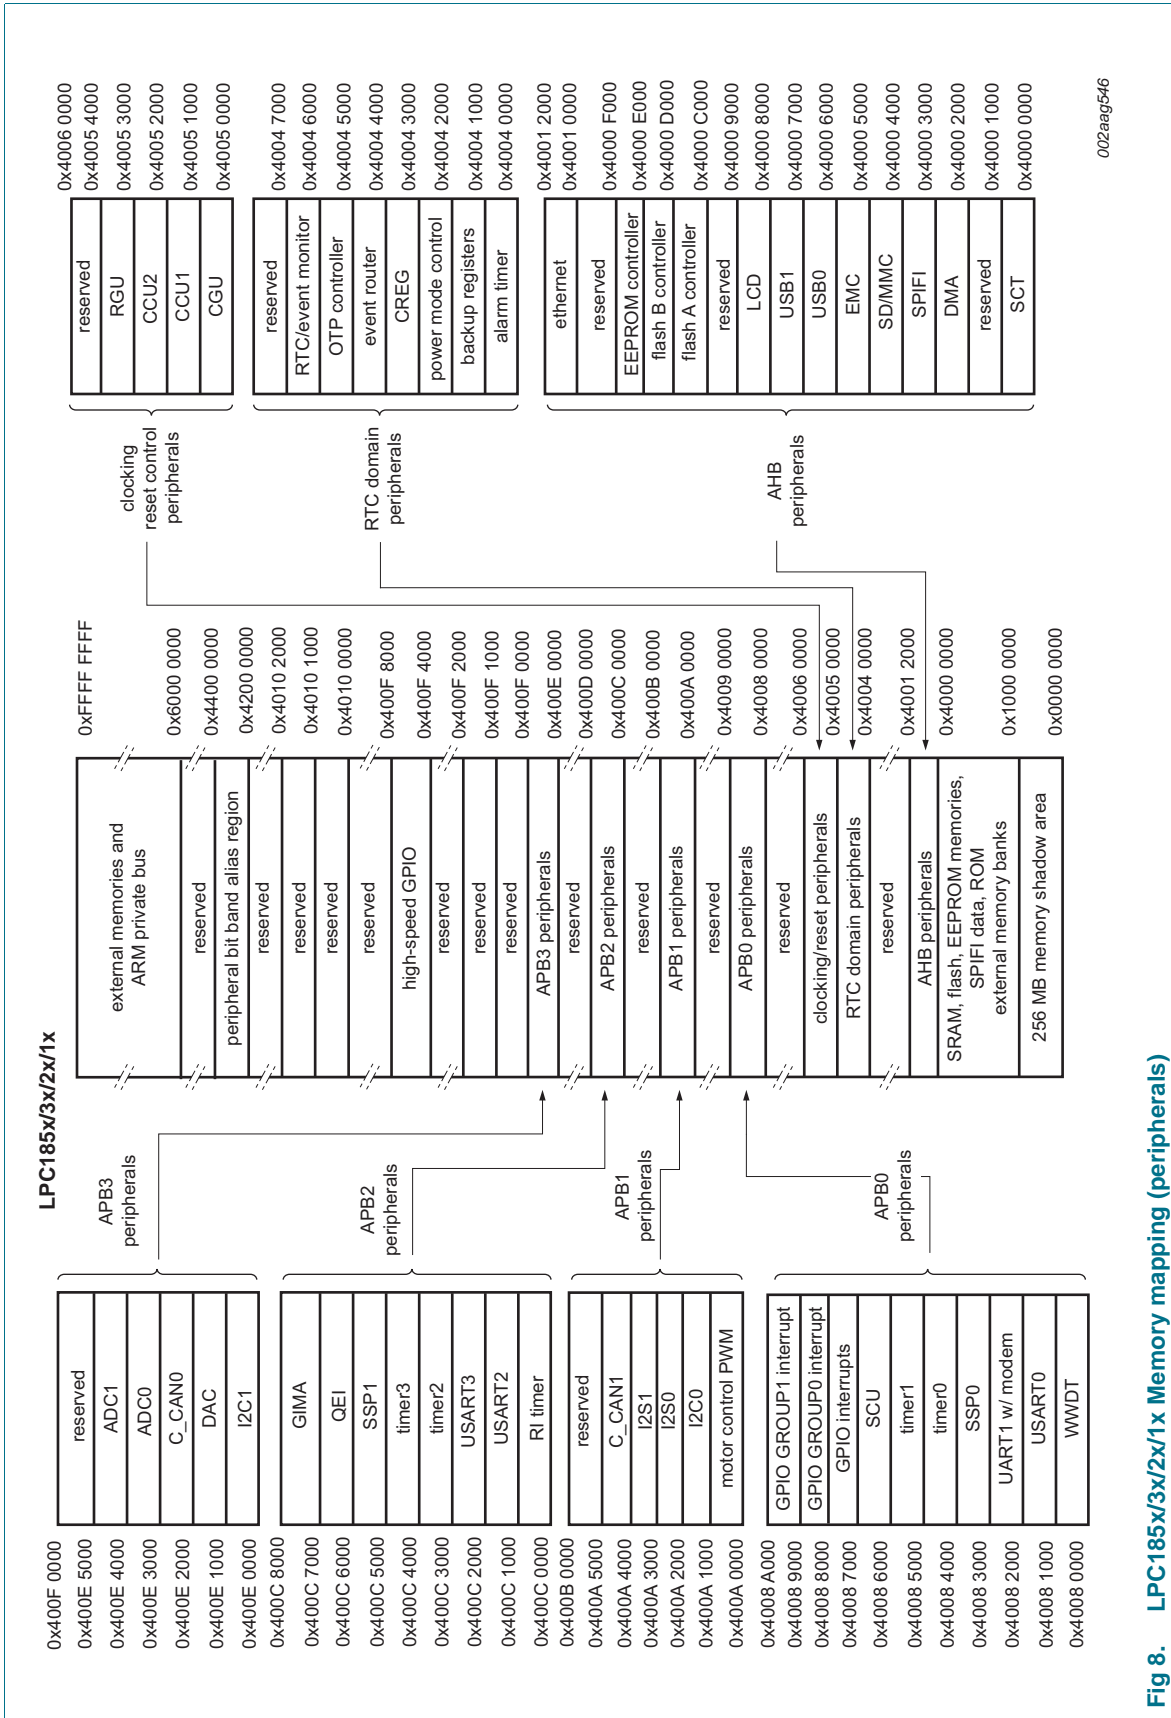 LPC185x/3x/2x/1x
0x400F 0000
reserved
0x400E 5000
ADC1
0x400E 4000
ADC0
0x400E 3000
C_CAN0
0x400E 2000
DAC
0x400E 1000
I2C1
0x400E 0000
APB3
peripherals
0x400C 8000
GIMA
0x400C 7000
QEI
0x400C 6000
SSP1
0x400C 5000
timer3
0x400C 4000
timer2
0x400C 3000
USART3
0x400C 2000
USART2
0x400C 1000
RI timer
0x400C 0000
APB2
peripherals
0x400B 0000
reserved
0x400A 5000
C_CAN1
0x400A 4000
I2S1
0x400A 3000
I2S0
0x400A 2000
I2C0
0x400A 1000
motor control PWM
0x400A 0000
APB1
peripherals
0x4008 A000
GPIO GROUP1 interrupt
0x4008 9000
GPIO GROUP0 interrupt
0x4008 8000
GPIO interrupts
0x4008 7000
SCU
0x4008 6000
timer1
0x4008 5000
timer0
0x4008 4000
SSP0
0x4008 3000
UART1 w/ modem
0x4008 2000
USART0
0x4008 1000
WWDT
0x4008 0000
APB0
peripherals
0xFFFF FFFF
external memories and
ARM private bus
0x6000 0000
reserved
0x4400 0000
peripheral bit band alias region
0x4200 0000
reserved
0x4010 2000
reserved
0x4010 1000
reserved
0x4010 0000
reserved
0x400F 8000
high-speed GPIO
0x400F 4000
reserved
0x400F 2000
reserved
0x400F 1000
reserved
0x400F 0000
APB3 peripherals
0x400E 0000
reserved
0x400D 0000
APB2 peripherals
0x400C 0000
reserved
0x400B 0000
APB1 peripherals
0x400A 0000
reserved
0x4009 0000
APB0 peripherals
0x4008 0000
reserved
0x4006 0000
clocking/reset peripherals
0x4005 0000
RTC domain peripherals
0x4004 0000
reserved
0x4001 2000
AHB peripherals
0x4000 0000
SRAM, flash, EEPROM memories,
SPIFI data, ROM
external memory banks
0x1000 0000
256 MB memory shadow area
0x0000 0000
clocking
reset control
peripherals
0x4006 0000
reserved
0x4005 4000
RGU
0x4005 3000
CCU2
0x4005 2000
CCU1
0x4005 1000
CGU
0x4005 0000
RTC domain
peripherals
reserved
0x4004 7000
RTC/event monitor
0x4004 6000
OTP controller
0x4004 5000
event router
0x4004 4000
CREG
0x4004 3000
power mode control
0x4004 2000
backup registers
0x4004 1000
alarm timer
0x4004 0000
AHB
peripherals
0x4001 2000
ethernet
0x4001 0000
reserved
0x4000 F000
EEPROM controller
0x4000 E000
flash B controller
0x4000 D000
flash A controller
0x4000 C000
reserved
0x4000 9000
LCD
0x4000 8000
USB1
0x4000 7000
USB0
0x4000 6000
EMC
0x4000 5000
SD/MMC
0x4000 4000
SPIFI
0x4000 3000
DMA
0x4000 2000
reserved
0x4000 1000
SCT
0x4000 0000
002aag546
Fig 8. LPC185x/3x/2x/1x Memory mapping (peripherals)